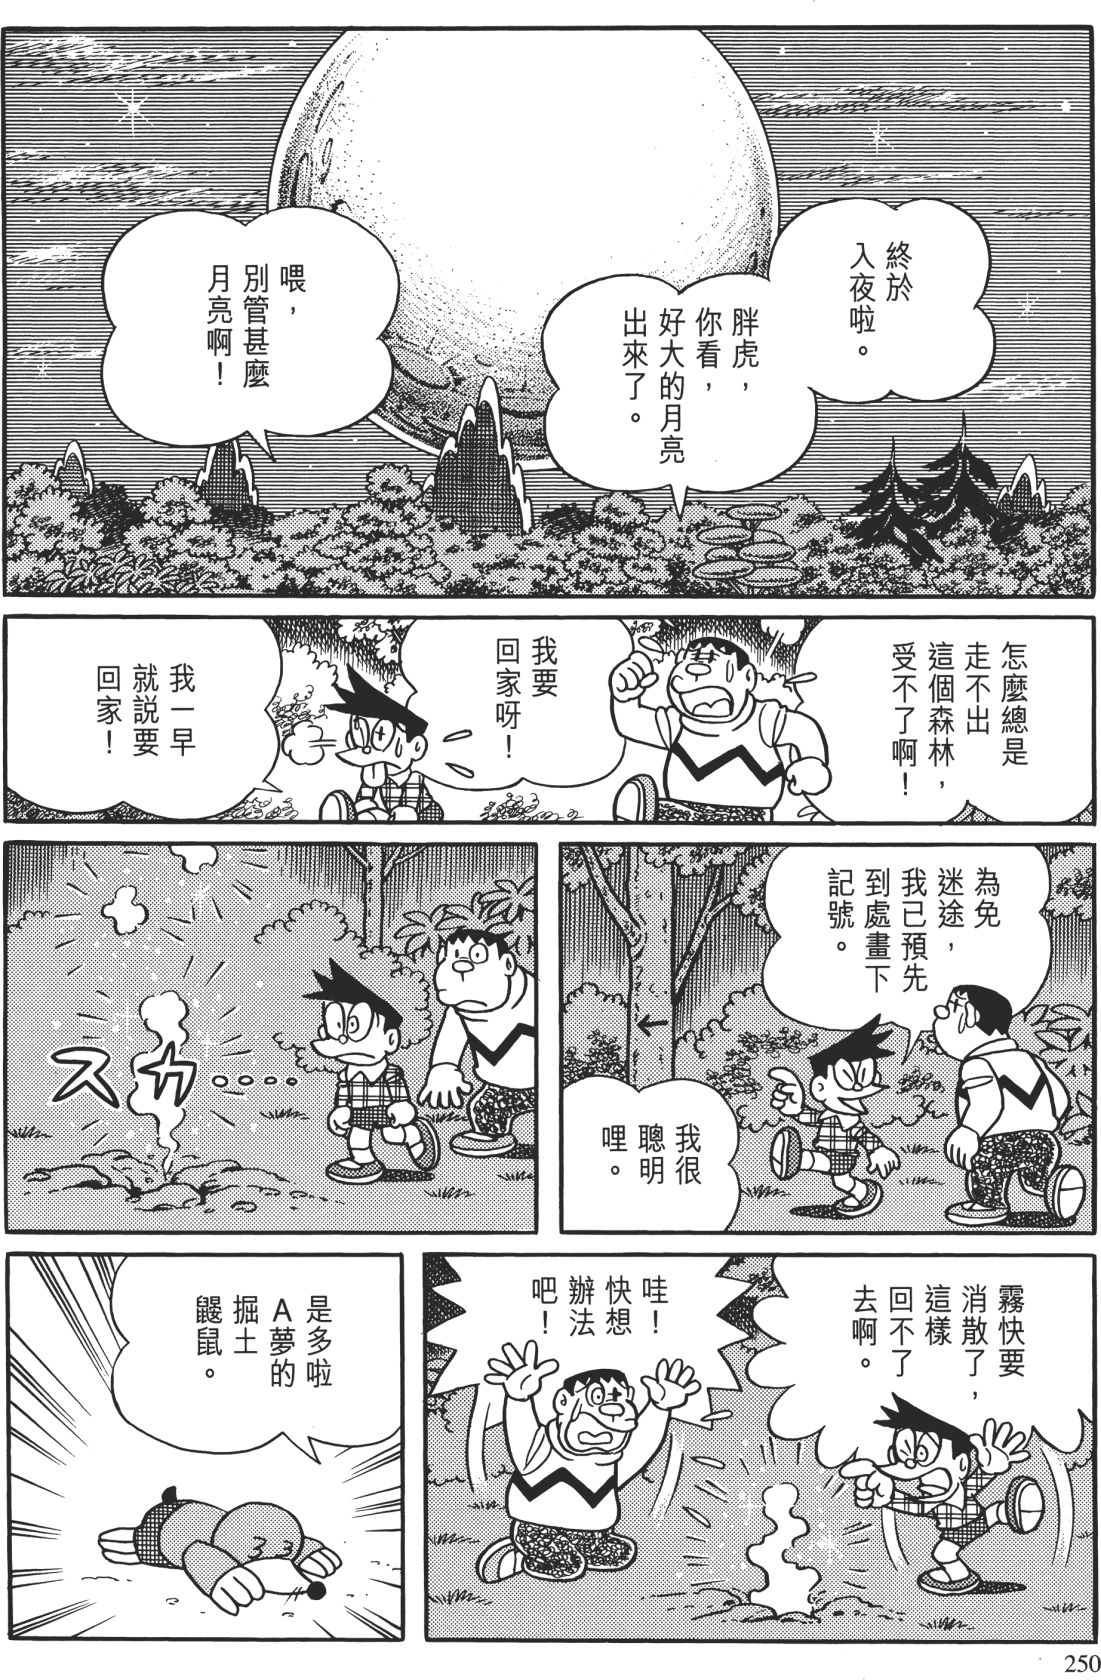 終於
入夜啦。
胖虎，
你看，
好大的月亮
出來了。
喂，
別管甚麼
月亮啊！
怎麼總是
走不出
這個森林，
受不了啊！
我要
回家呀！
我一早
就説要
回家！
為免
迷途，
我已預先
到處畫下
記號。
我很
聰明
哩。
スカ。。。。
霧快要
消散了，
這樣
回不了
去啊。
哇！
快想
辦法
吧！
是多啦
A夢的
掘土
鼴鼠。
250